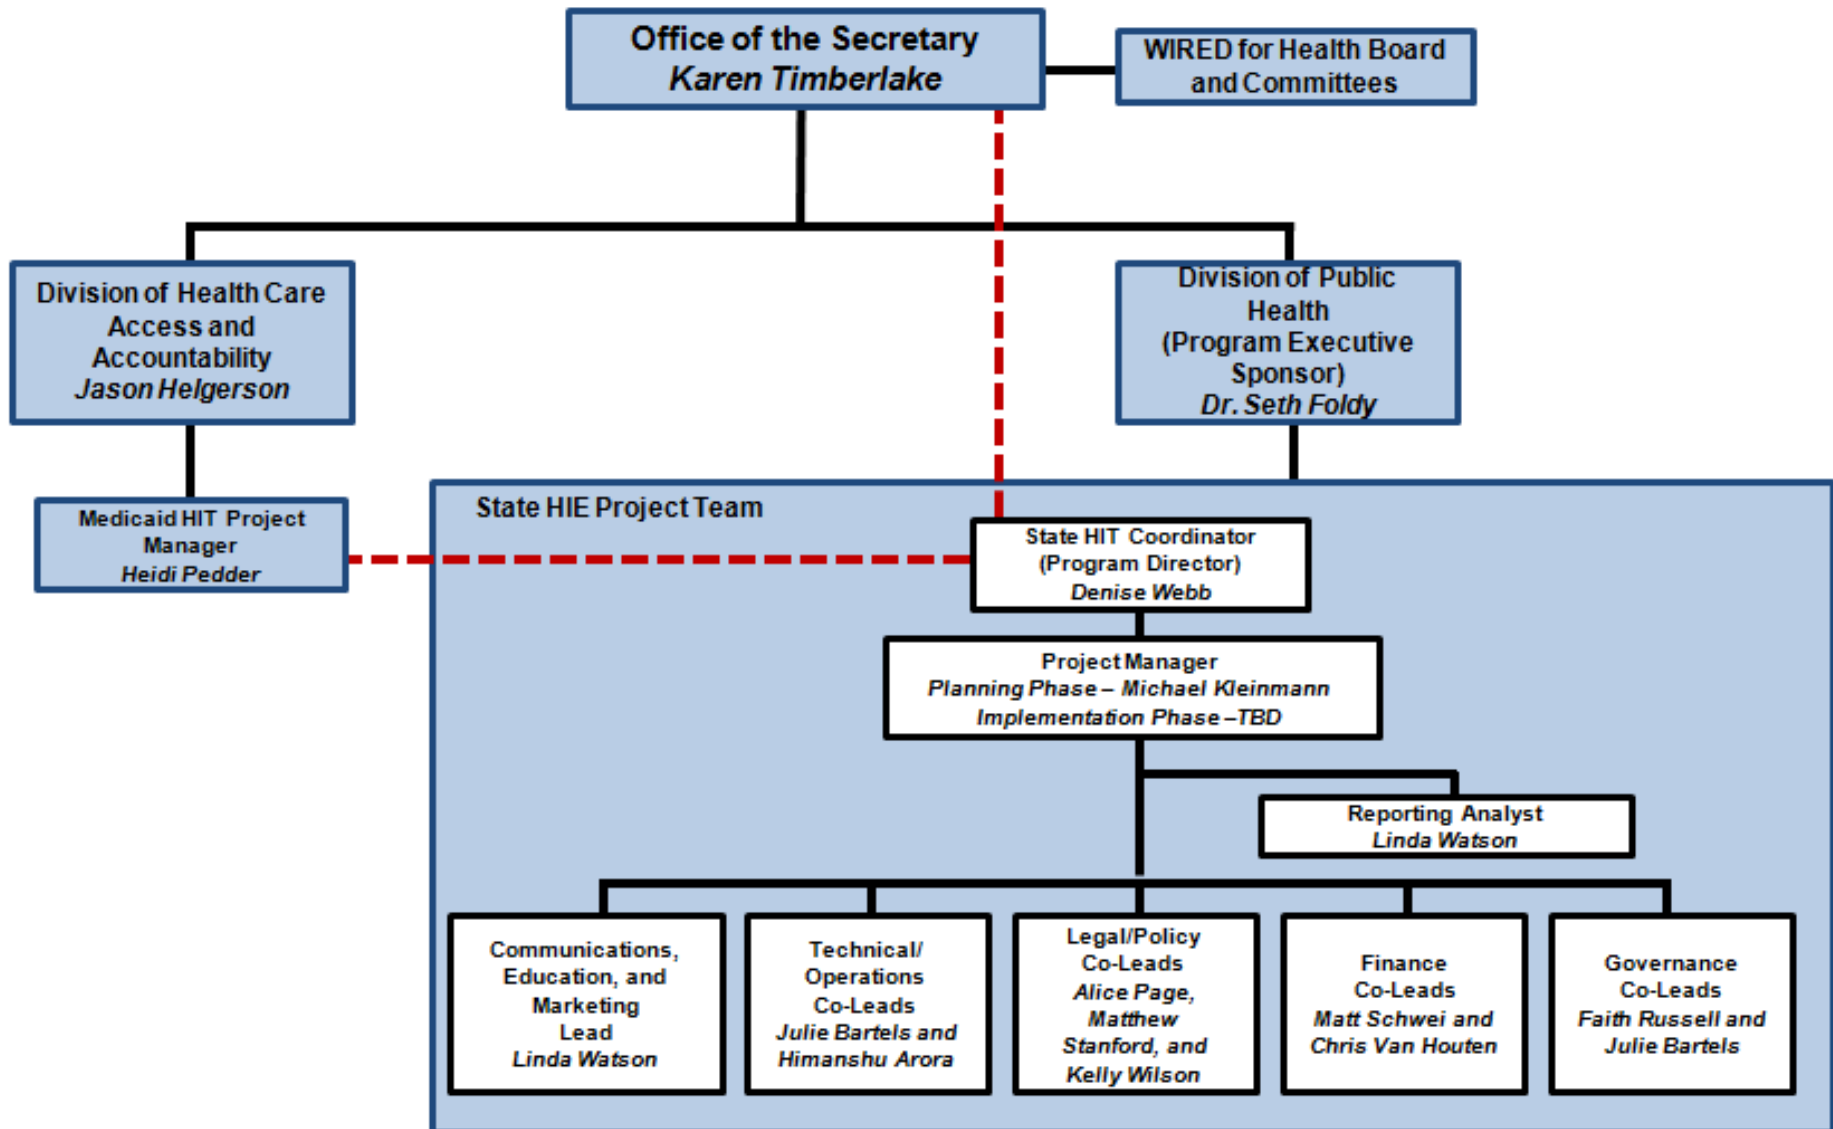 Office of the Secretary
Karen Timberlake
WIRED for Health Board
and Committees
Division of Health Care
Access and
Accountability
Jason Helgerson
Division of Public
Health
(Program Executive
Sponsor)
Dr. Seth Foldy
Medicaid HIT Project
Manager
Heidi Pedder
State HIE Project Team
State HIT Coordinator
(Program Director)
Denise Webb
Project Manager
Planning Phase – Michael Kleinmann
Implementation Phase –TBD
Reporting Analyst
Linda Watson
Communications,
Education, and
Marketing
Lead
Linda Watson
Technical/
Operations
Co-Leads
Julie Bartels and
Himanshu Arora
Legal/Policy
Co-Leads
Alice Page,
Matthew
Stanford, and
Kelly Wilson
Finance
Co-Leads
Matt Schwei and
Chris Van Houten
Governance
Co-Leads
Faith Russell and
Julie Bartels